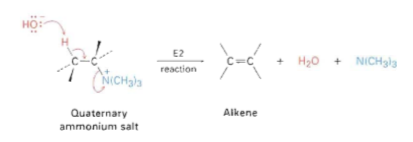 HO:
H
C-C
N(CH3)3
+
E2
reaction
C=C
+ H2O + N(CH3)3
Quaternary
ammonium salt
Alkene